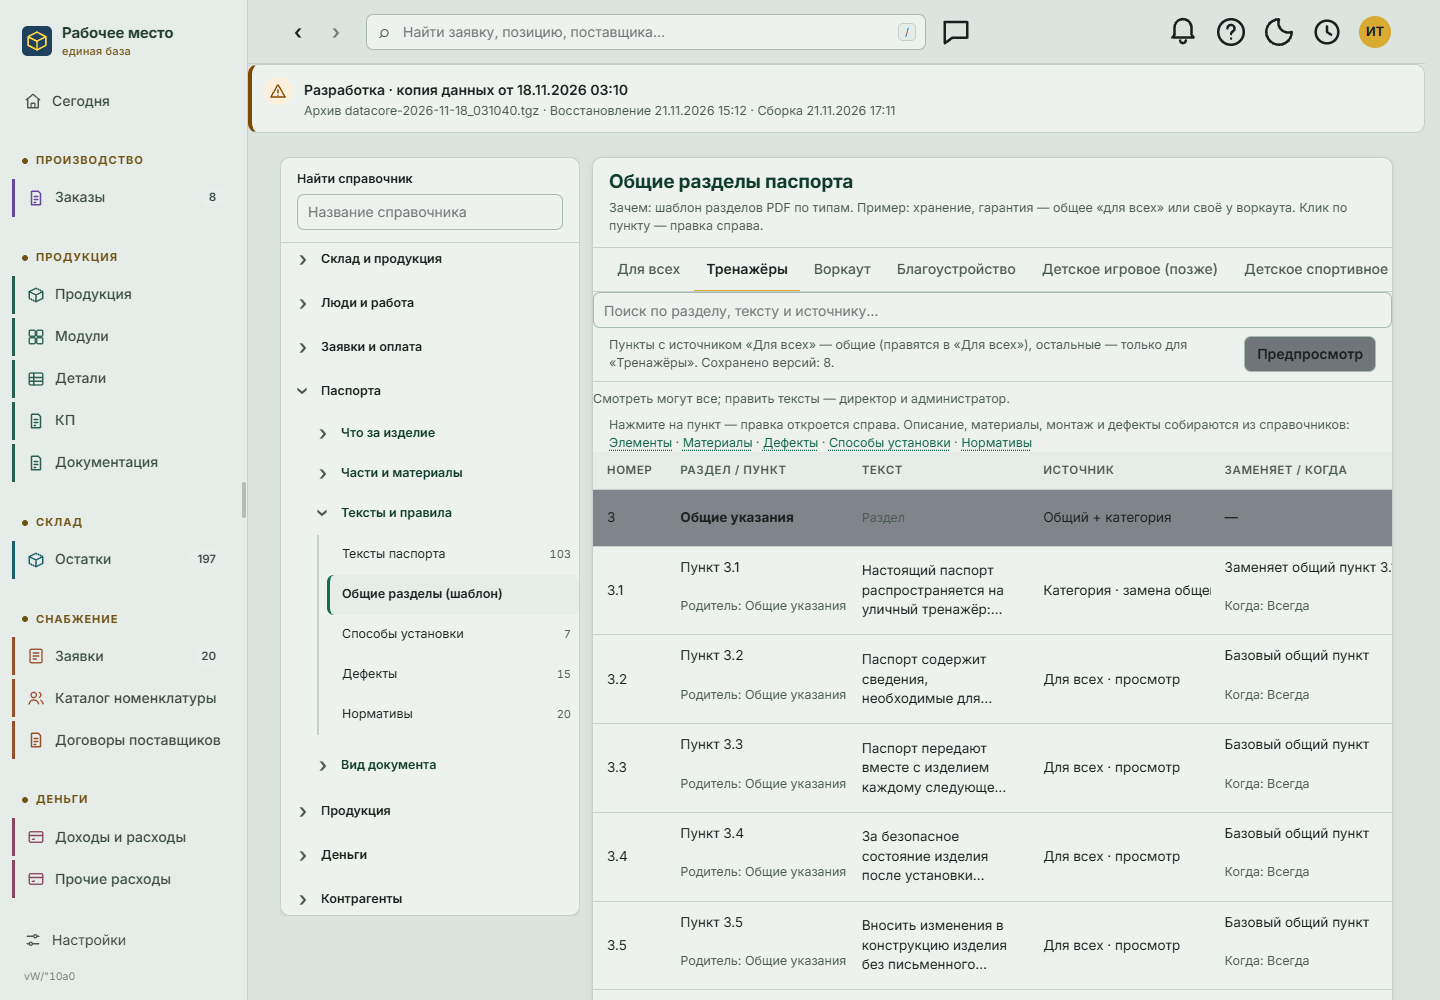 Рабочее место
единая база
Сегодня
ПРОИЗВОДСТВО
Заказы 8
ПРОДУКЦИЯ
Продукция
Модули
Детали
КП
Документация
СКЛАД
Остатки 197
СНАБЖЕНИЕ
Заявки 20
Каталог номенклатуры
Договоры поставщиков
ДЕНЬГИ
Доходы и расходы
Прочие расходы
Настройки
vW/"10a0
Найти заявку, позицию, поставщика... /
ИТ
Разработка · копия данных от 18.11.2026 03:10
Архив datacore-2026-11-18_031040.tgz · Восстановление 21.11.2026 15:12 · Сборка 21.11.2026 17:11
Найти справочник
Название справочника
Склад и продукция
Люди и работа
Заявки и оплата
Паспорта
Что за изделие
Части и материалы
Тексты и правила
Тексты паспорта 103
Общие разделы (шаблон)
Способы установки 7
Дефекты 15
Нормативы 20
Вид документа
Продукция
Деньги
Контрагенты
Общие разделы паспорта
Зачем: шаблон разделов PDF по типам. Пример: хранение, гарантия — общее «для всех» или своё у воркаута. Клик по
пункту — правка справа.
Для всех Тренажёры Воркаут Благоустройство Детское игровое (позже) Детское спортивное
Поиск по разделу, тексту и источнику...
Пункты с источником «Для всех» — общие (правятся в «Для всех»), остальные — только для
«Тренажёры». Сохранено версий: 8.
Предпросмотр
Смотреть могут все; править тексты — директор и администратор.
Нажмите на пункт — правка откроется справа. Описание, материалы, монтаж и дефекты собираются из справочников:
Элементы · Материалы · Дефекты · Способы установки · Нормативы
НОМЕР РАЗДЕЛ / ПУНКТ ТЕКСТ ИСТОЧНИК ЗАМЕНЯЕТ / КОГДА
3 Общие указания Раздел Общий + категория —
3.1 Пункт 3.1
Родитель: Общие указания
Настоящий паспорт
распространяется на
уличный тренажёр:...
Категория · замена общег
Заменяет общий пункт 3.
Когда: Всегда
3.2 Пункт 3.2
Родитель: Общие указания
Паспорт содержит
сведения,
необходимые для...
Для всех · просмотр
Базовый общий пункт
Когда: Всегда
3.3 Пункт 3.3
Родитель: Общие указания
Паспорт передают
вместе с изделием
каждому следующе...
Для всех · просмотр
Базовый общий пункт
Когда: Всегда
3.4 Пункт 3.4
Родитель: Общие указания
За безопасное
состояние изделия
после установки...
Для всех · просмотр
Базовый общий пункт
Когда: Всегда
3.5 Пункт 3.5
Родитель: Общие указания
Вносить изменения в
конструкцию изделия
без письменного...
Для всех · просмотр
Базовый общий пункт
Когда: Всегда